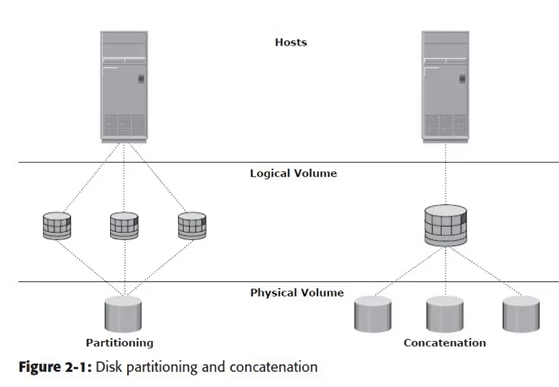 Hosts
Logical Volume
Physical Volume
Partitioning
Concatenation
Figure 2-1: Disk partitioning and concatenation